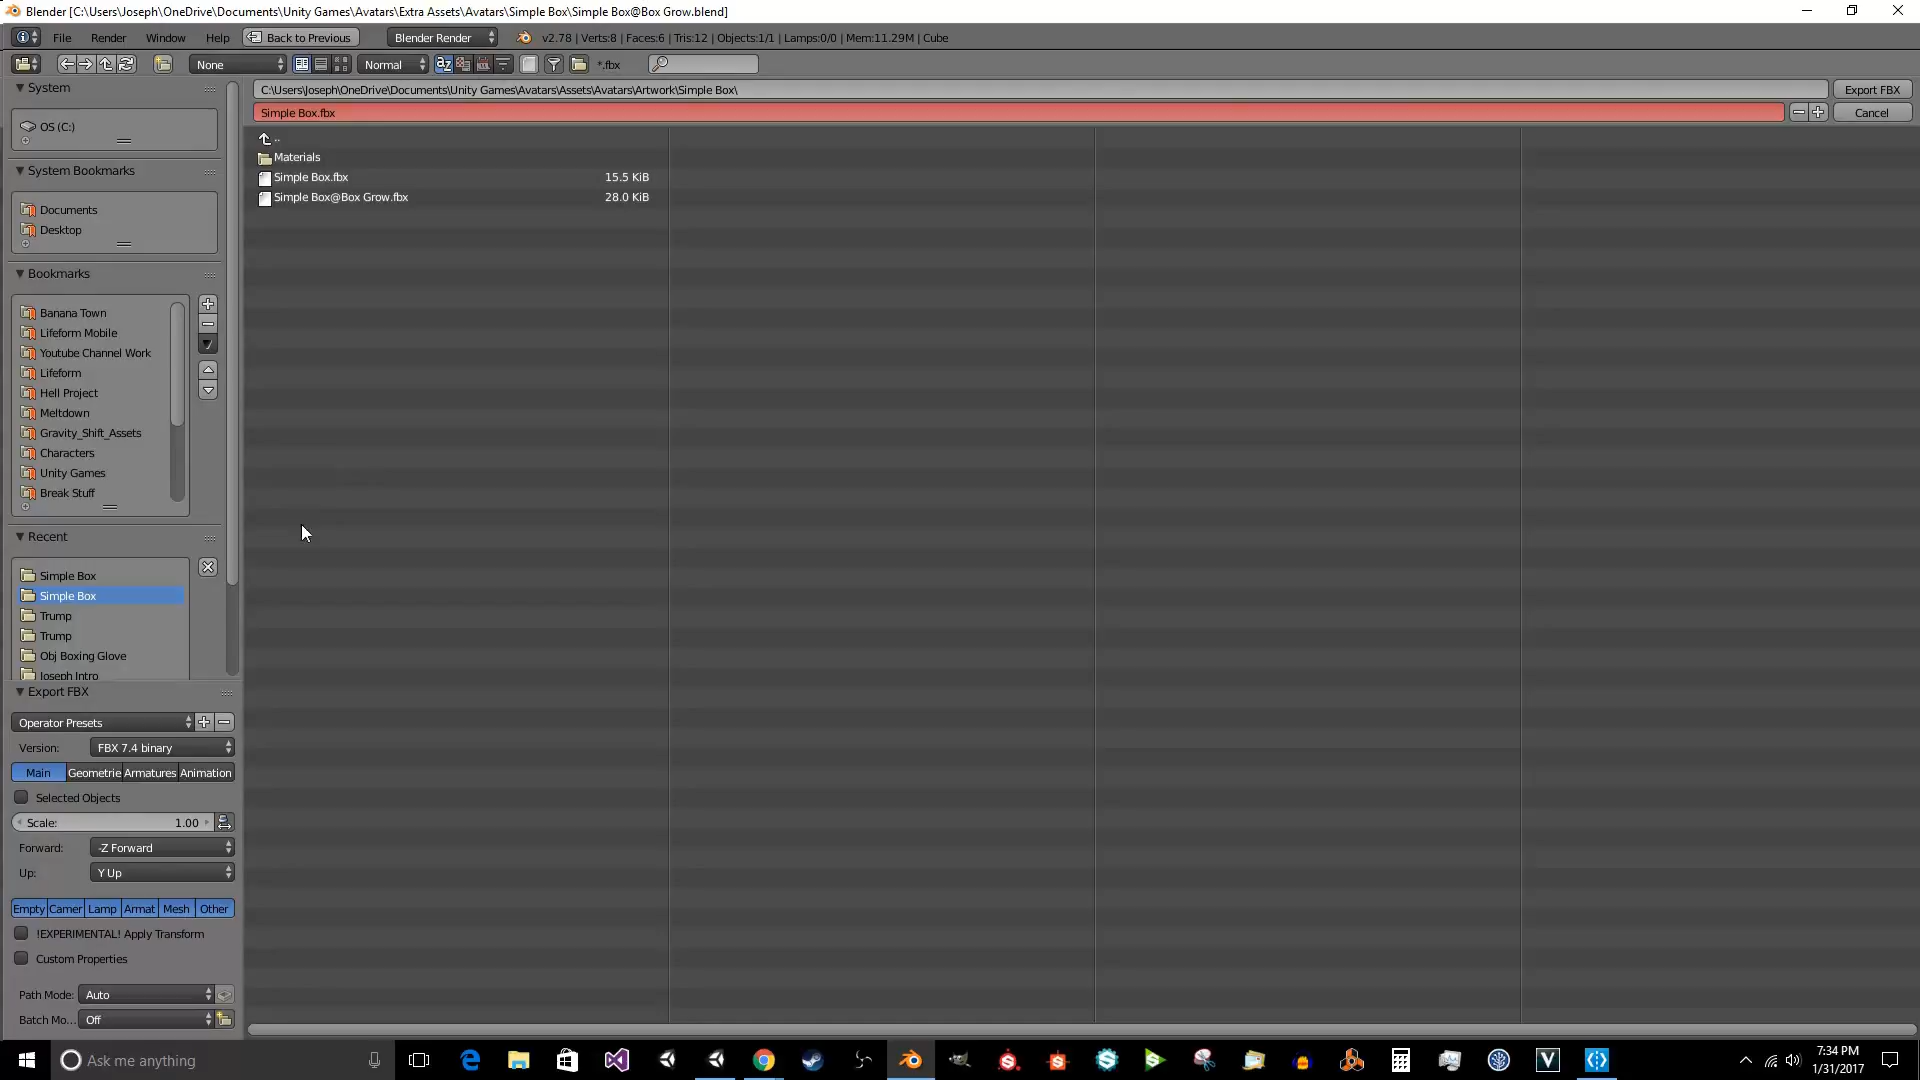 Blender [C:\Users\Joseph\OneDrive\Documents\Unity Games\Avatars\Extra Assets\Avatars\Simple Box\Simple Box@Box Grow.blend]
File Render Window Help Back to Previous Blender Render v2.78 | Verts:8 | Faces:6 | Tris:12 | Objects:1/1 | Lamps:0/0 | Mem:11.29M | Cube
None Normal *.fbx
System
C:\Users\Joseph\OneDrive\Documents\Unity Games\Avatars\Assets\Avatars\Artwork\Simple Box\ Export FBX
Simple Box.fbx Cancel
OS (C:)
..
Materials
System Bookmarks
Simple Box.fbx 15.5 KiB
Simple Box@Box Grow.fbx 28.0 KiB
Documents
Desktop
Bookmarks
Banana Town
Lifeform Mobile
Youtube Channel Work
Lifeform
Hell Project
Meltdown
Gravity_Shift_Assets
Characters
Unity Games
Break Stuff
Recent
Simple Box
Simple Box
Trump
Trump
Obj Boxing Glove
Joseph Intro
Export FBX
Operator Presets
Version: FBX 7.4 binary
Main Geometrie Armatures Animation
Selected Objects
Scale: 1.00
Forward: -Z Forward
Up: Y Up
Empty Camer Lamp Armat Mesh Other
!EXPERIMENTAL! Apply Transform
Custom Properties
Path Mode: Auto
Batch Mo... Off
Ask me anything
7:34 PM
1/31/2017